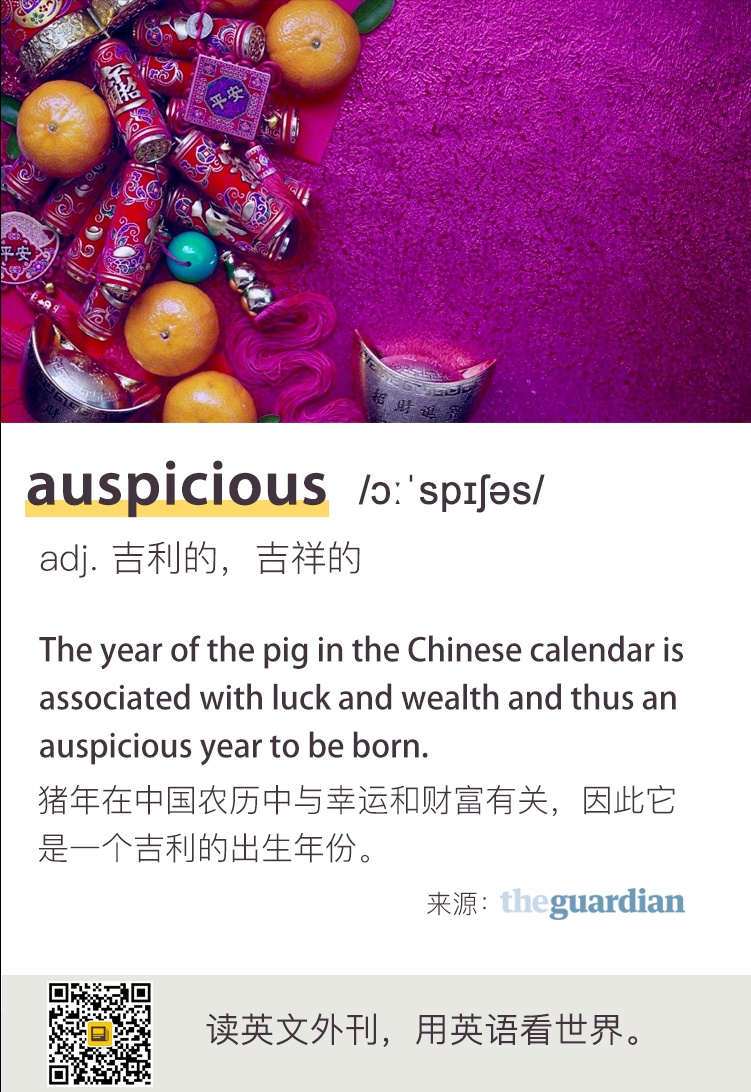 平安
平安
招財進寶
auspicious /ɔːˈspɪʃəs/
adj. 吉利的，吉祥的
The year of the pig in the Chinese calendar is
associated with luck and wealth and thus an
auspicious year to be born.
猪年在中国农历中与幸运和财富有关，因此它
是一个吉利的出生年份。
来源：theguardian
读英文外刊，用英语看世界。